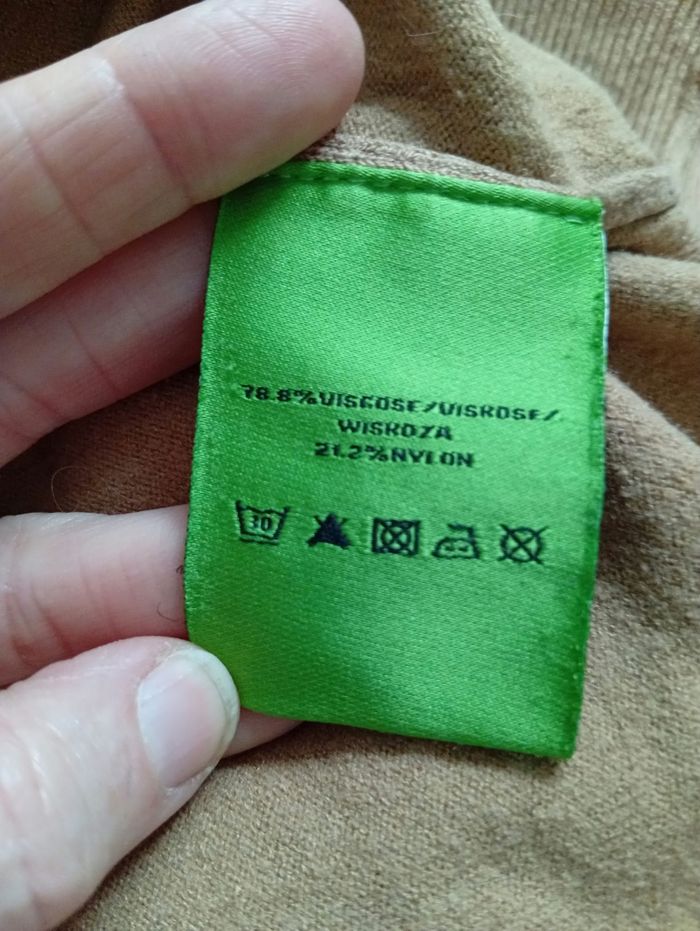 78.8%VISCOSE/VISKOSE/
WISKOZA
21.2%NYLON
30